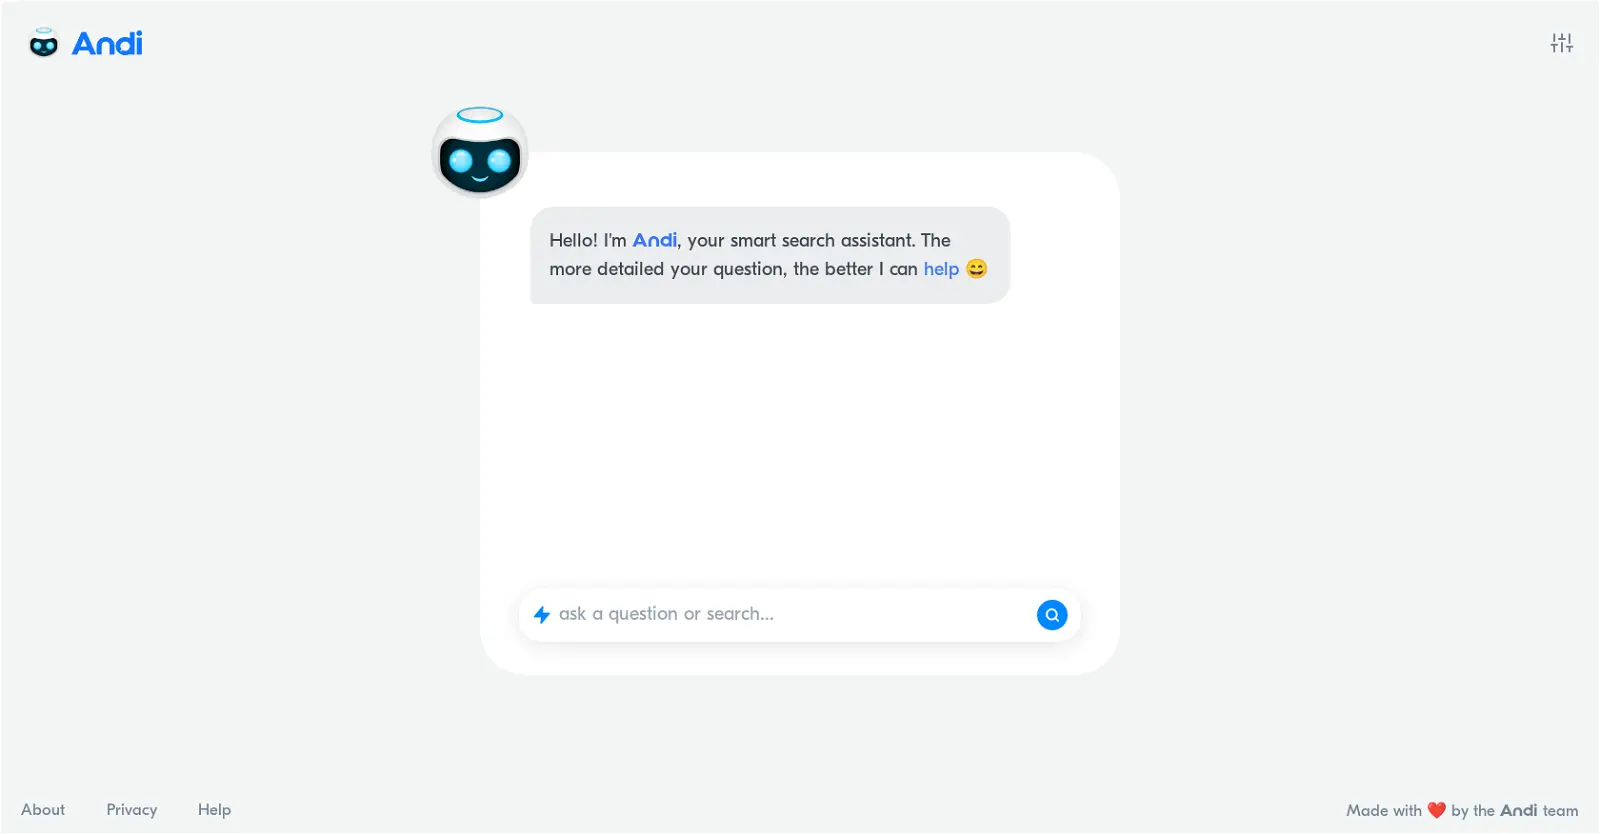 Andi
Hello! I'm Andi, your smart search assistant. The
more detailed your question, the better I can help 😄
ask a question or search...
About Privacy Help
Made with ❤️ by the Andi team